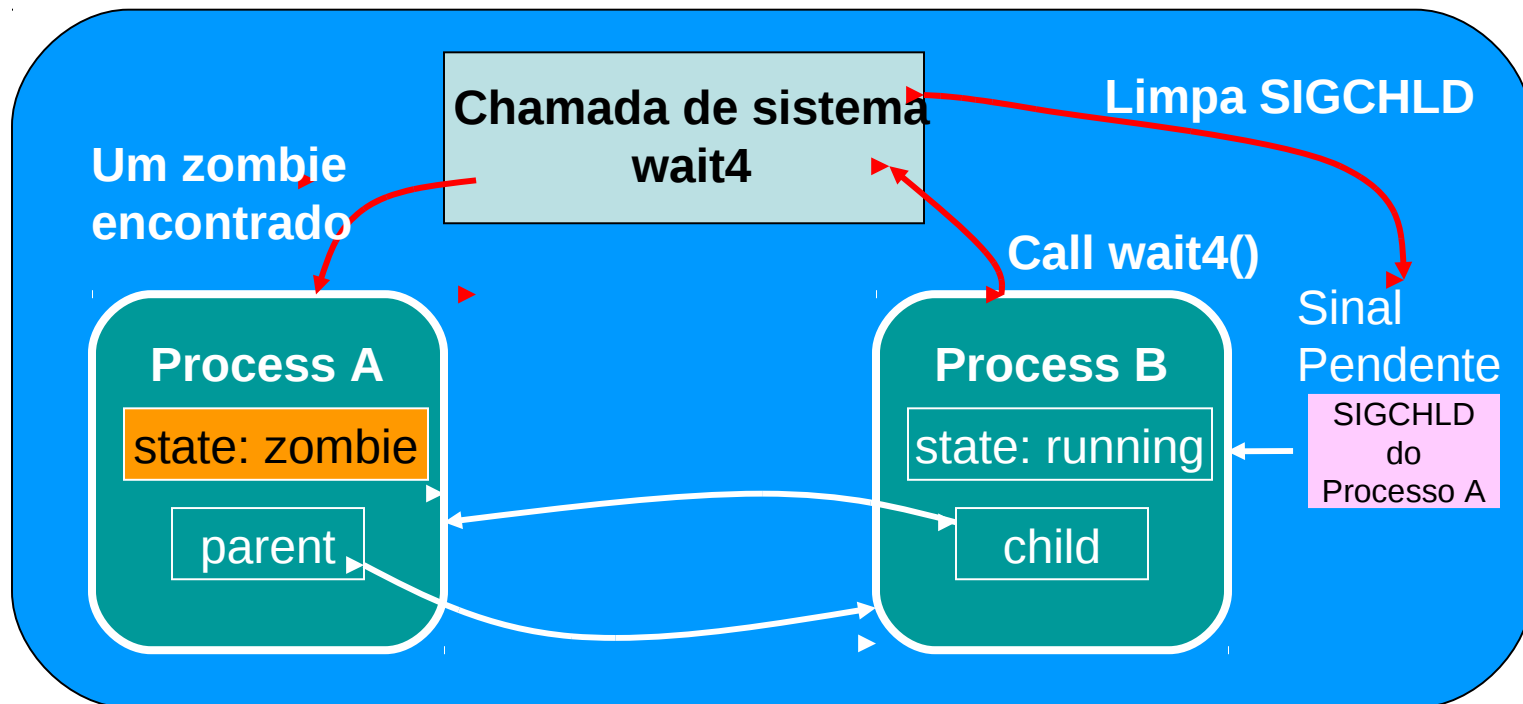 Chamada de sistema
wait4
Limpa SIGCHLD
Um zombie
encontrado
Call wait4()
Sinal
Pendente
SIGCHLD
do
Processo A
Process A
state: zombie
parent
Process B
state: running
child